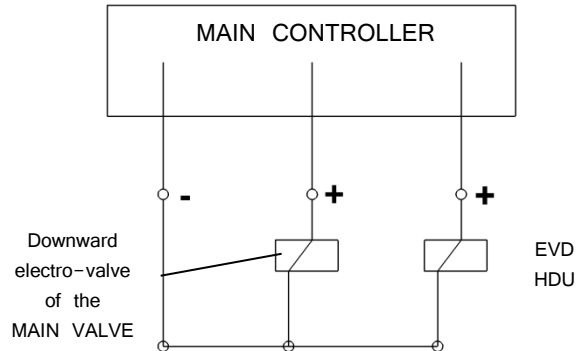 MAIN CONTROLLER
-
+
+
Downward
electro-valve
of the
MAIN VALVE
EVD
HDU